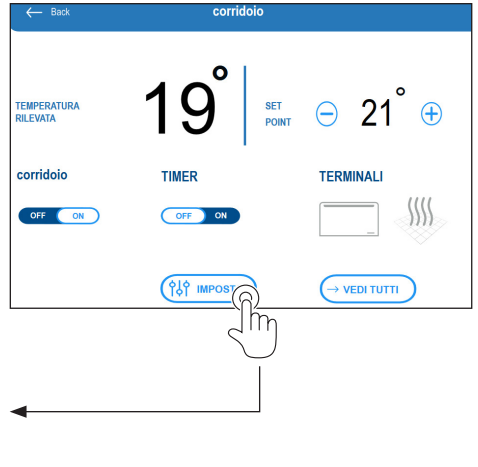 Back
corridoio
TEMPERATURA
RILEVATA
19°
SET
POINT
21°
corridoio
TIMER
TERMINALI
OFF ON
OFF ON
IMPOST
VEDI TUTTI